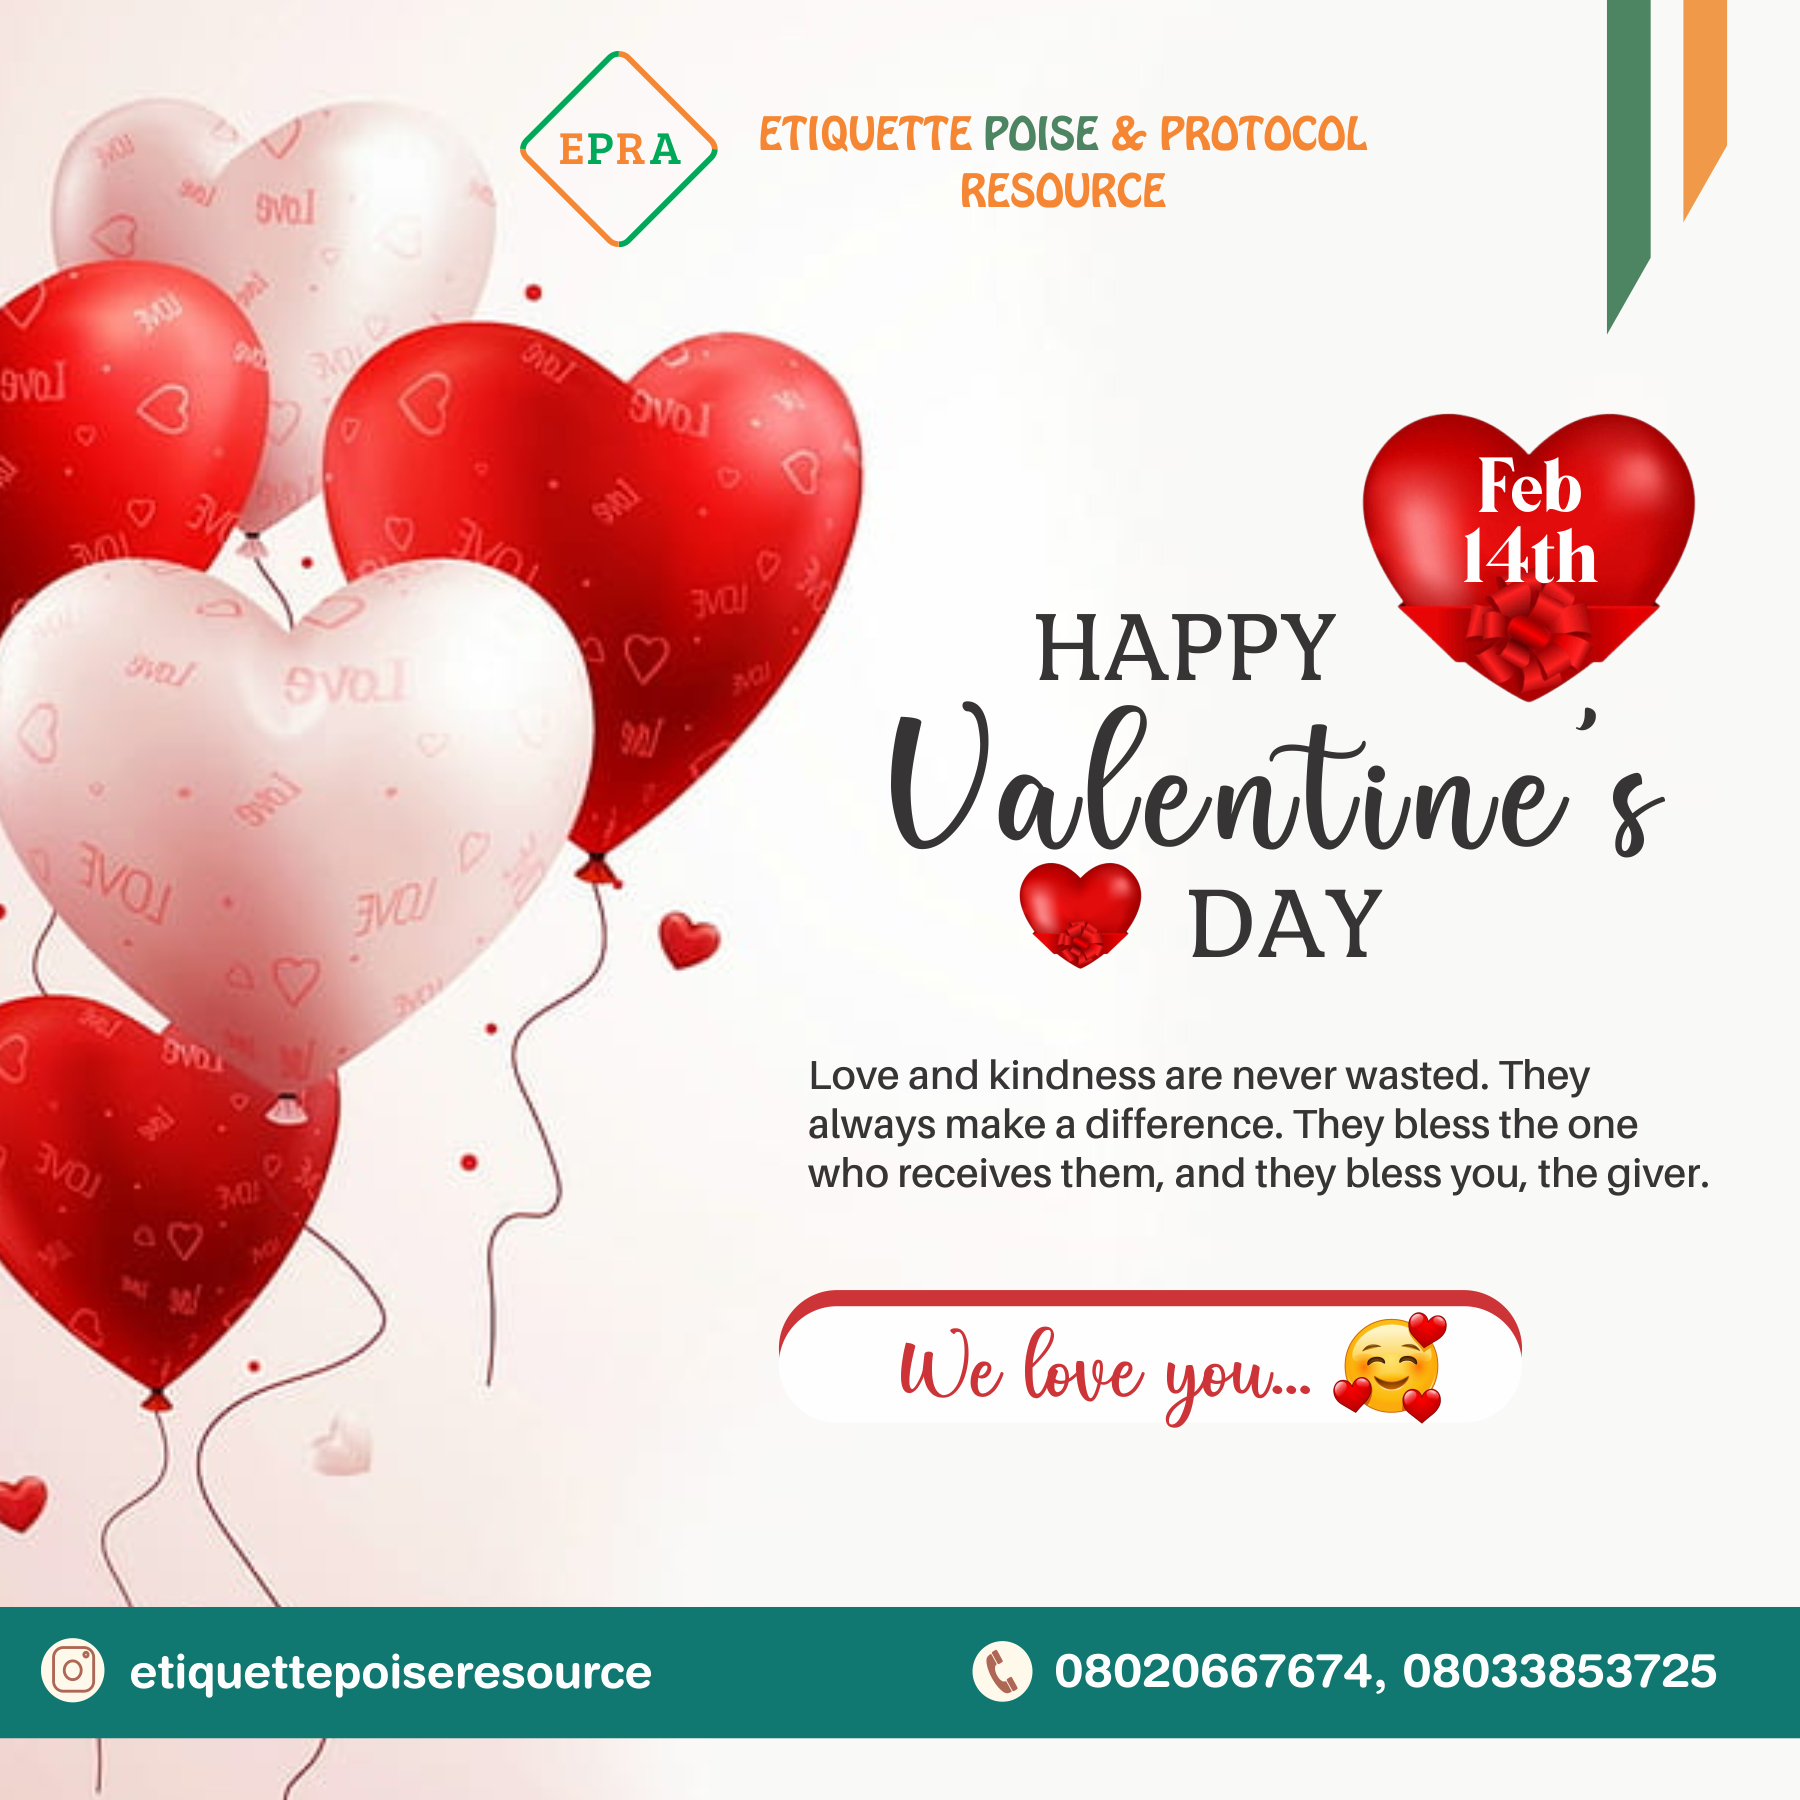 EPRA
ETIQUETTE POISE & PROTOCOL
RESOURCE
Feb
14th
HAPPY
Valentine's
DAY
Love and kindness are never wasted. They
always make a difference. They bless the one
who receives them, and they bless you, the giver.
We love you...
etiquettepoiseresource
08020667674, 08033853725